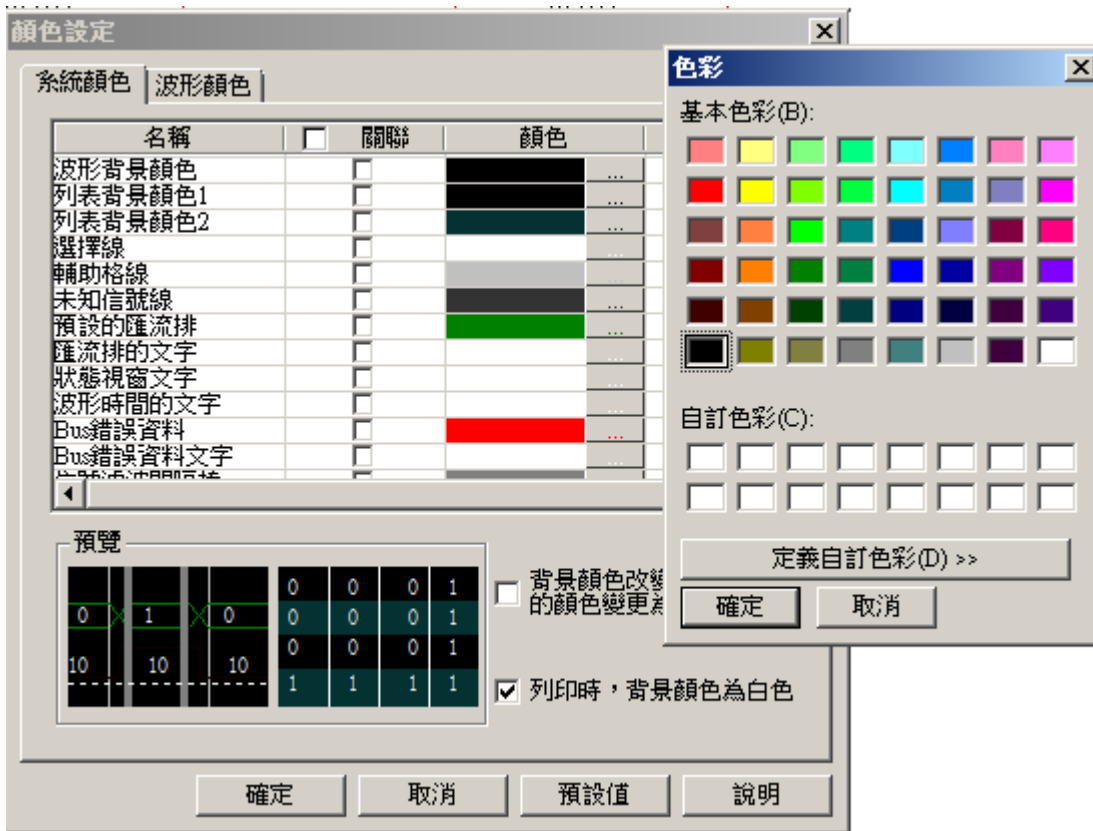 顏色設定
系統顏色
波形顏色
名稱 關聯 顏色
波形背景顏色 ...
列表背景顏色1 ...
列表背景顏色2 ...
選擇線 ...
輔助格線 ...
未知信號線 ...
預設的匯流排 ...
匯流排的文字 ...
狀態視窗文字 ...
波形時間的文字 ...
Bus錯誤資料 ...
Bus錯誤資料文字 ...
預覽
0 1 0
10 10 10
0 0 0 1
0 0 0 1
0 0 0 1
1 1 1 1
背景顏色改變
的顏色變更為
列印時，背景顏色為白色
確定 取消 預設值 說明
色彩
基本色彩(B):
自訂色彩(C):
定義自訂色彩(D) >>
確定 取消